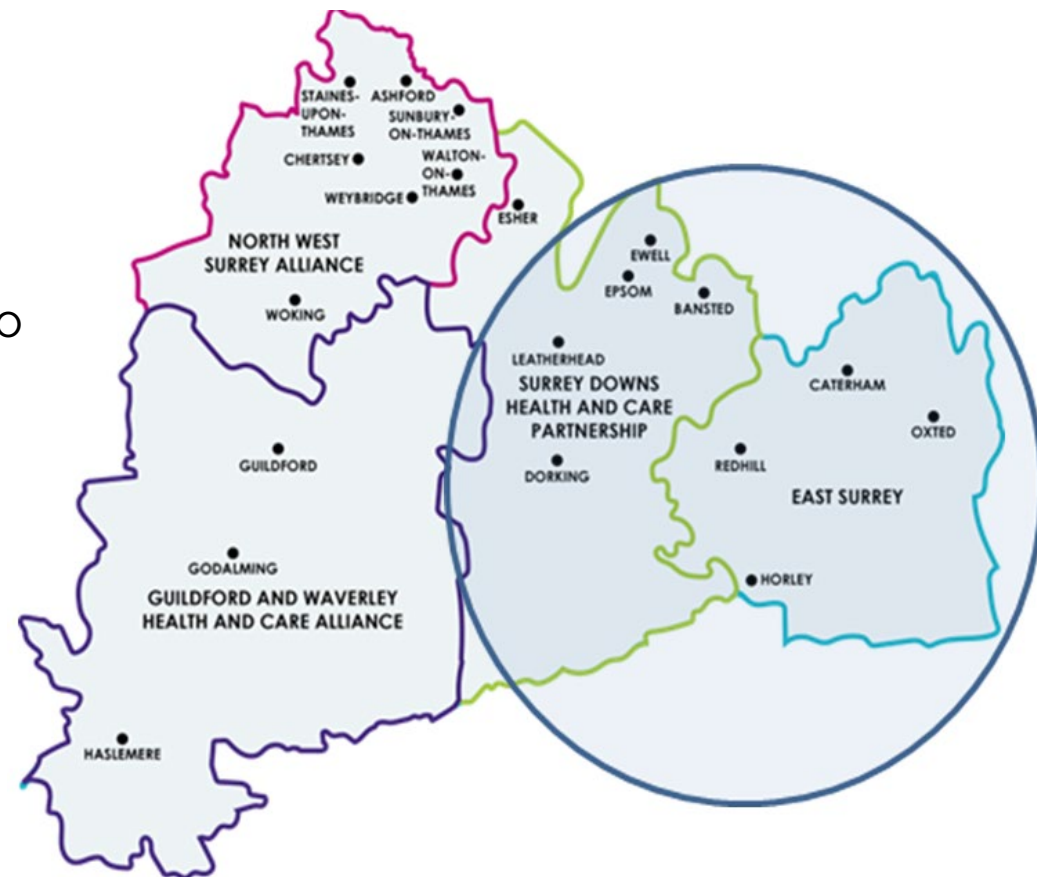 STAINES-
UPON-
THAMES
ASHFORD
SUNBURY-
ON-THAMES
CHERTSEY
WALTON-
ON-
THAMES
WEYBRIDGE
ESHER
NORTH WEST
SURREY ALLIANCE
WOKING
o
EWELL
EPSOM
BANSTED
LEATHERHEAD
SURREY DOWNS
HEALTH AND CARE
PARTNERSHIP
DORKING
CATERHAM
OXTED
REDHILL
EAST SURREY
HORLEY
GUILDFORD
GODALMING
GUILDFORD AND WAVERLEY
HEALTH AND CARE ALLIANCE
HASLEMERE